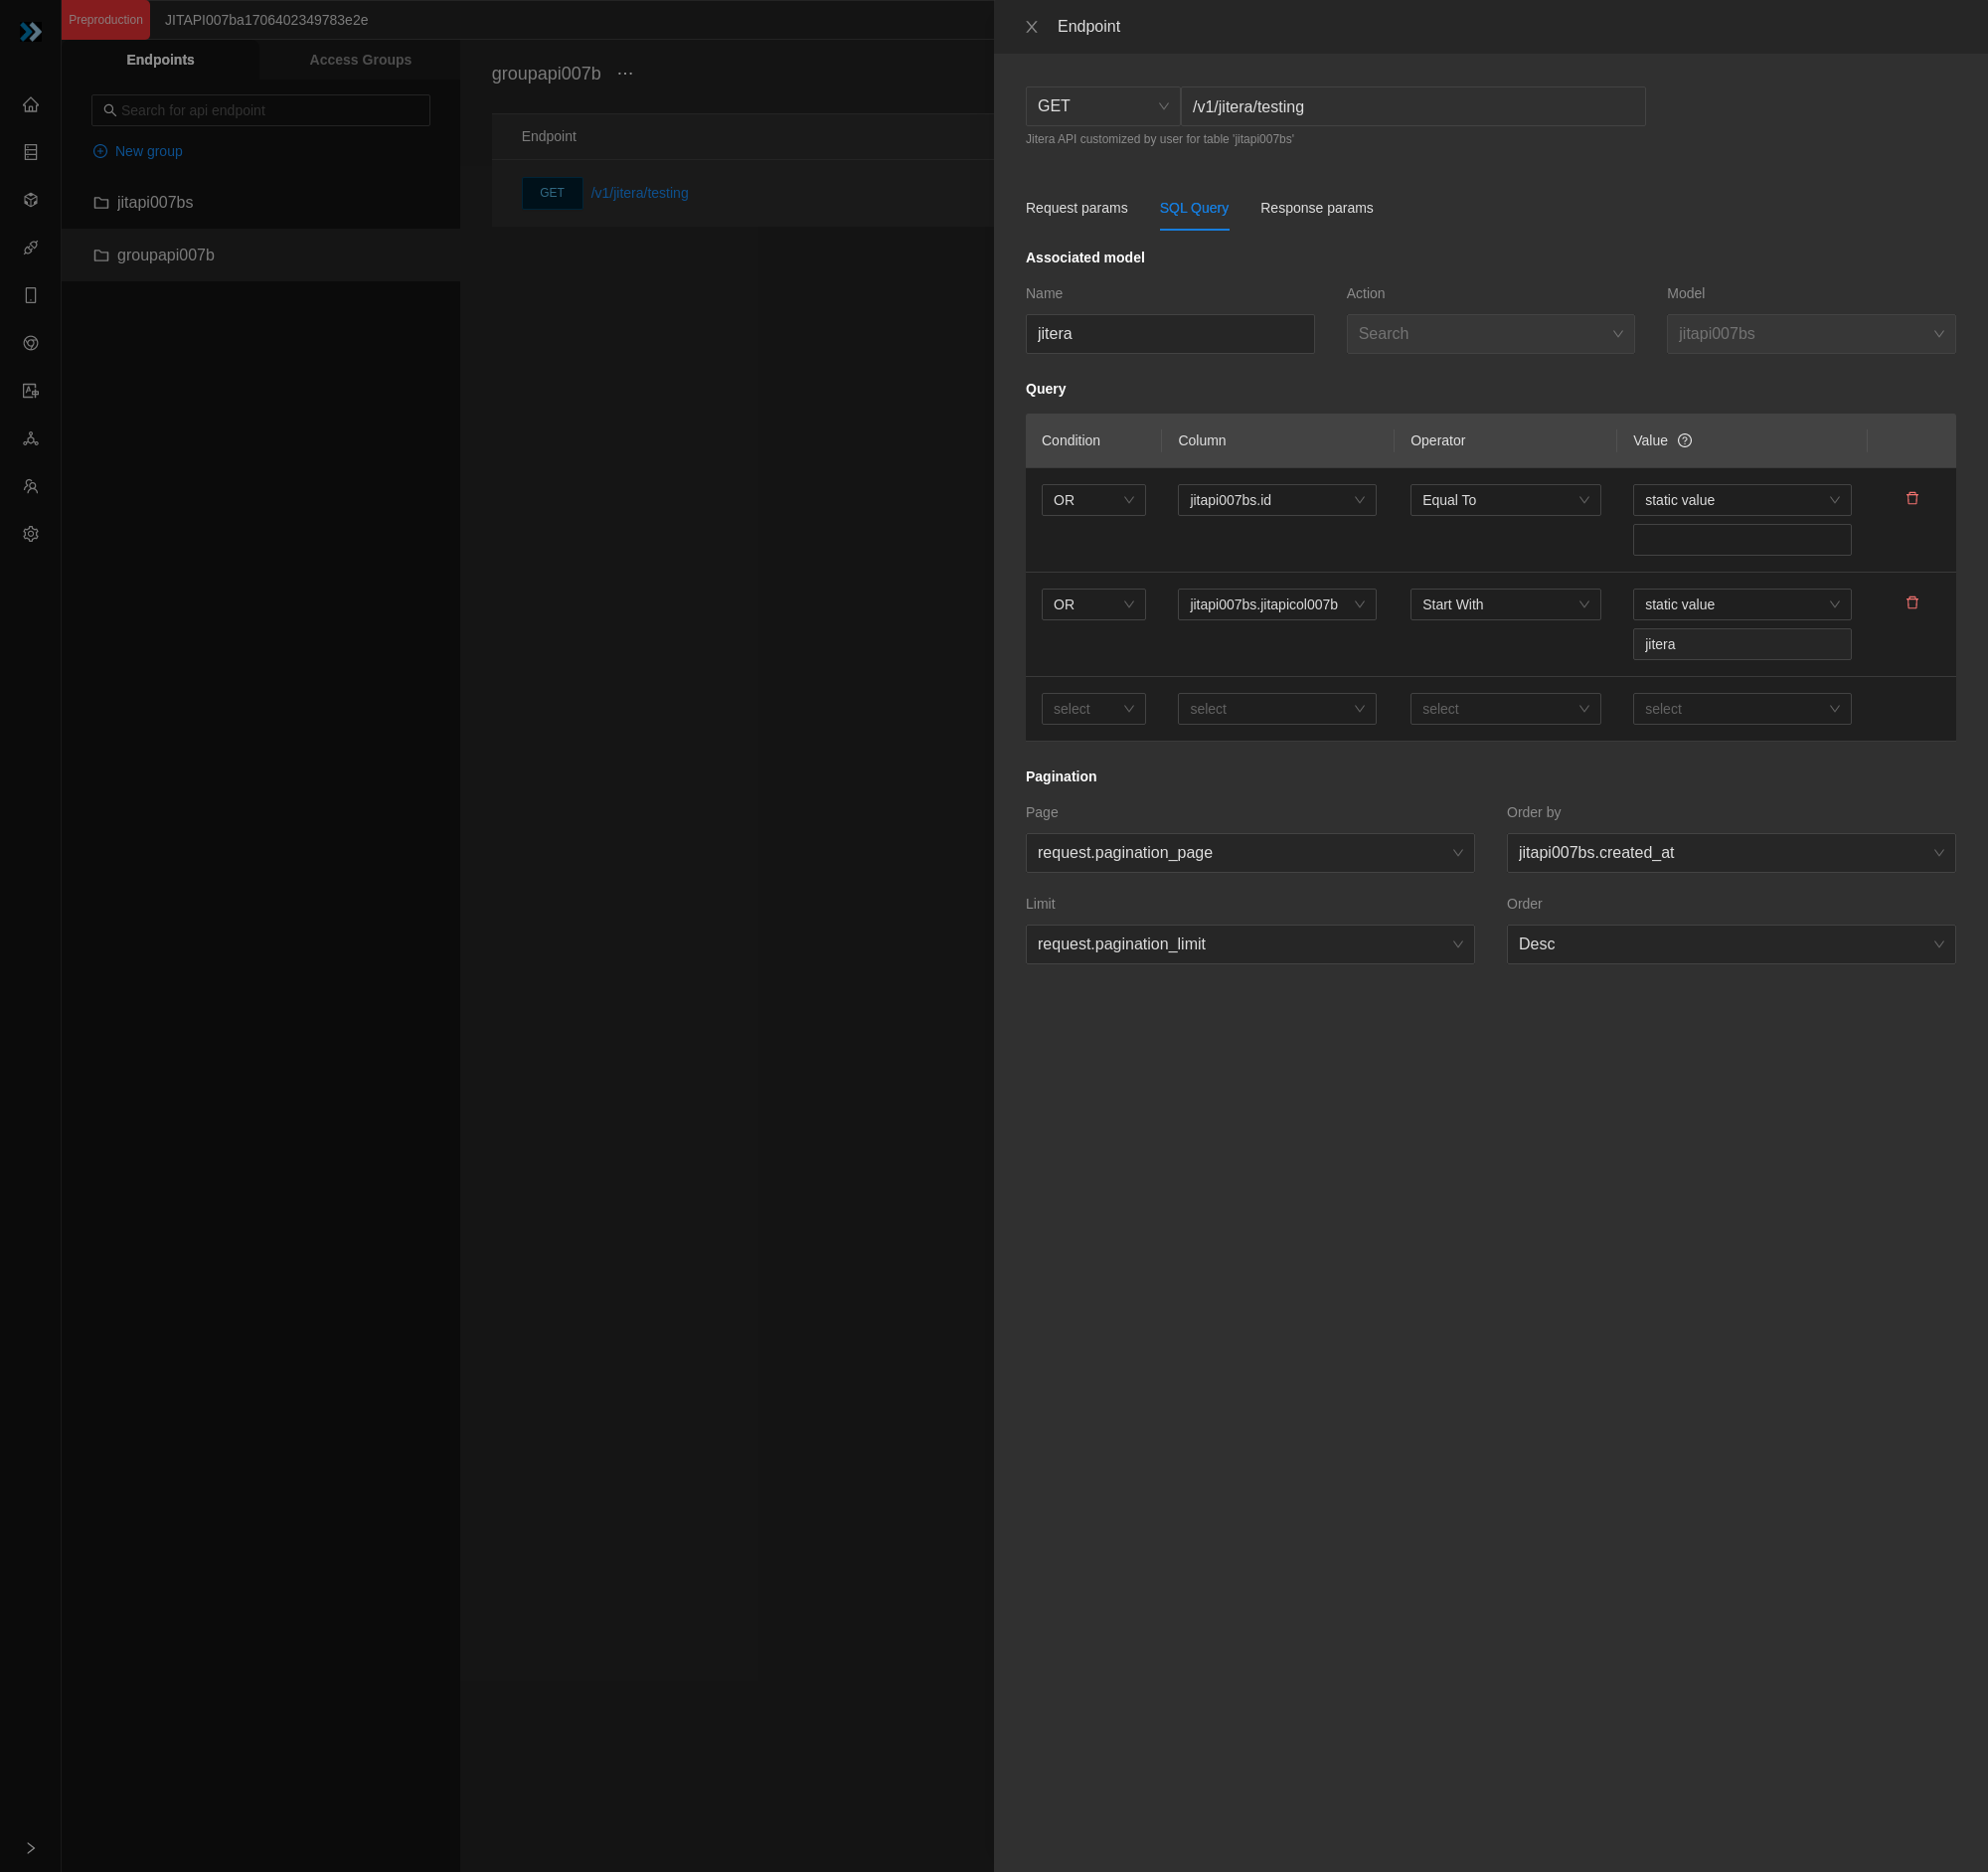 Preproduction
JITAPI007ba1706402349783e2e
Endpoints
Access Groups
Search for api endpoint
New group
jitapi007bs
groupapi007b
groupapi007b ···
Endpoint
GET /v1/jitera/testing
Endpoint
GET /v1/jitera/testing
Jitera API customized by user for table 'jitapi007bs'
Request params SQL Query Response params
Associated model
Name Action Model
jitera Search jitapi007bs
Query
Condition Column Operator Value
OR jitapi007bs.id Equal To static value
OR jitapi007bs.jitapicol007b Start With static value
jitera
select select select select
Pagination
Page Order by
request.pagination_page jitapi007bs.created_at
Limit Order
request.pagination_limit Desc